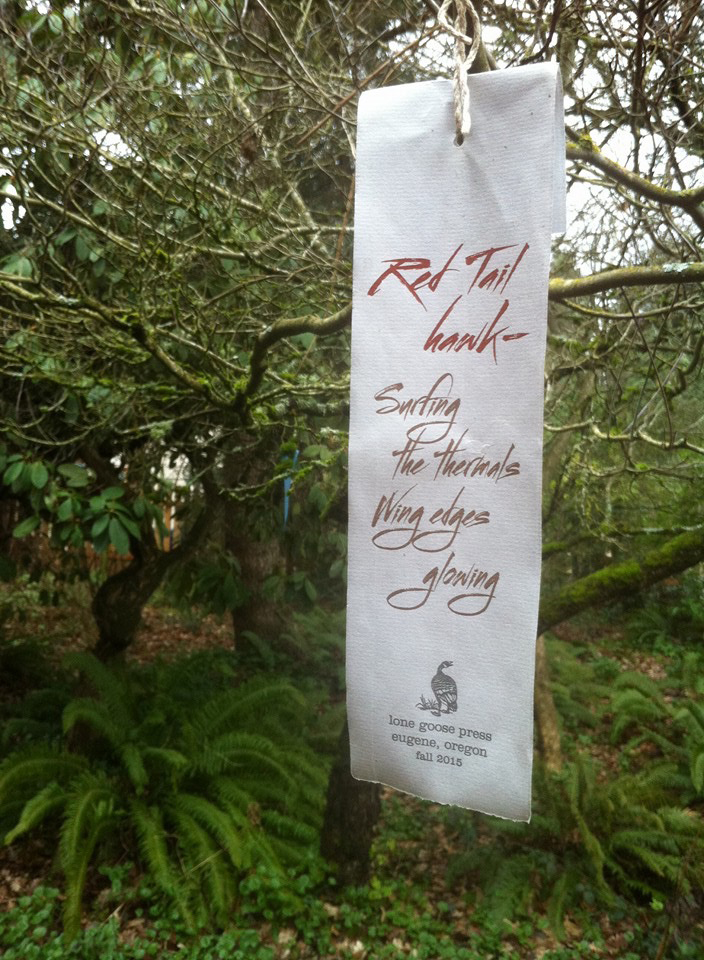 Red Tail
hawk-
Surfing
the thermals
Wing edges
glowing
lone goose press
eugene, oregon
fall 2015